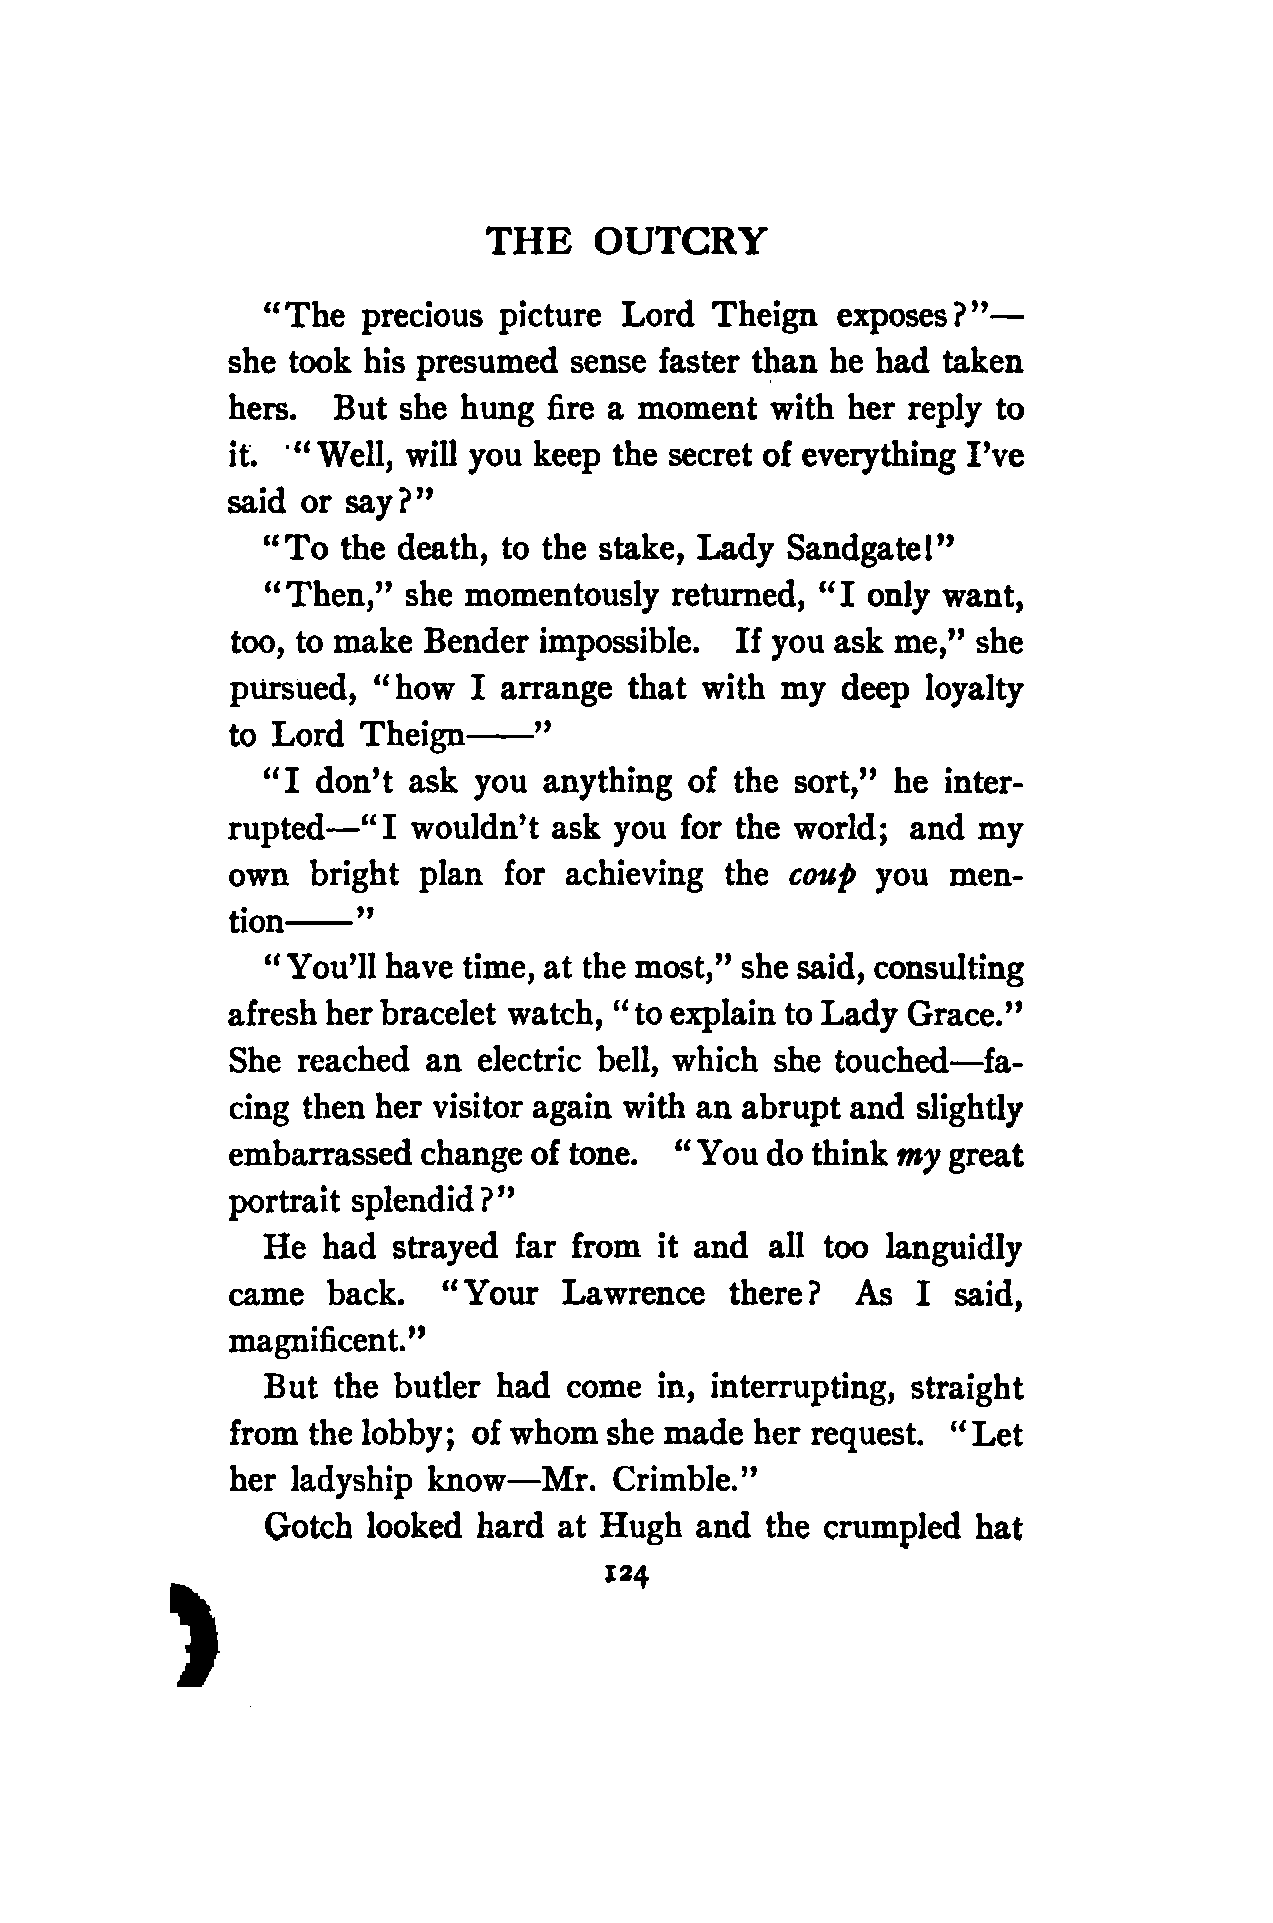 THE OUTCRY
“The precious picture Lord Theign exposes?”—
she took his presumed sense faster than he had taken
hers. But she hung fire a moment with her reply to
it. “Well, will you keep the secret of everything I’ve
said or say?”
“To the death, to the stake, Lady Sandgate!”
“Then,” she momentously returned, “I only want,
too, to make Bender impossible. If you ask me,” she
pursued, “how I arrange that with my deep loyalty
to Lord Theign——”
“I don’t ask you anything of the sort,” he inter-
rupted—“I wouldn’t ask you for the world; and my
own bright plan for achieving the coup you men-
tion——”
“You’ll have time, at the most,” she said, consulting
afresh her bracelet watch, “to explain to Lady Grace.”
She reached an electric bell, which she touched—fa-
cing then her visitor again with an abrupt and slightly
embarrassed change of tone. “You do think my great
portrait splendid?”
He had strayed far from it and all too languidly
came back. “Your Lawrence there? As I said,
magnificent.”
But the butler had come in, interrupting, straight
from the lobby; of whom she made her request. “Let
her ladyship know—Mr. Crimble.”
Gotch looked hard at Hugh and the crumpled hat
124